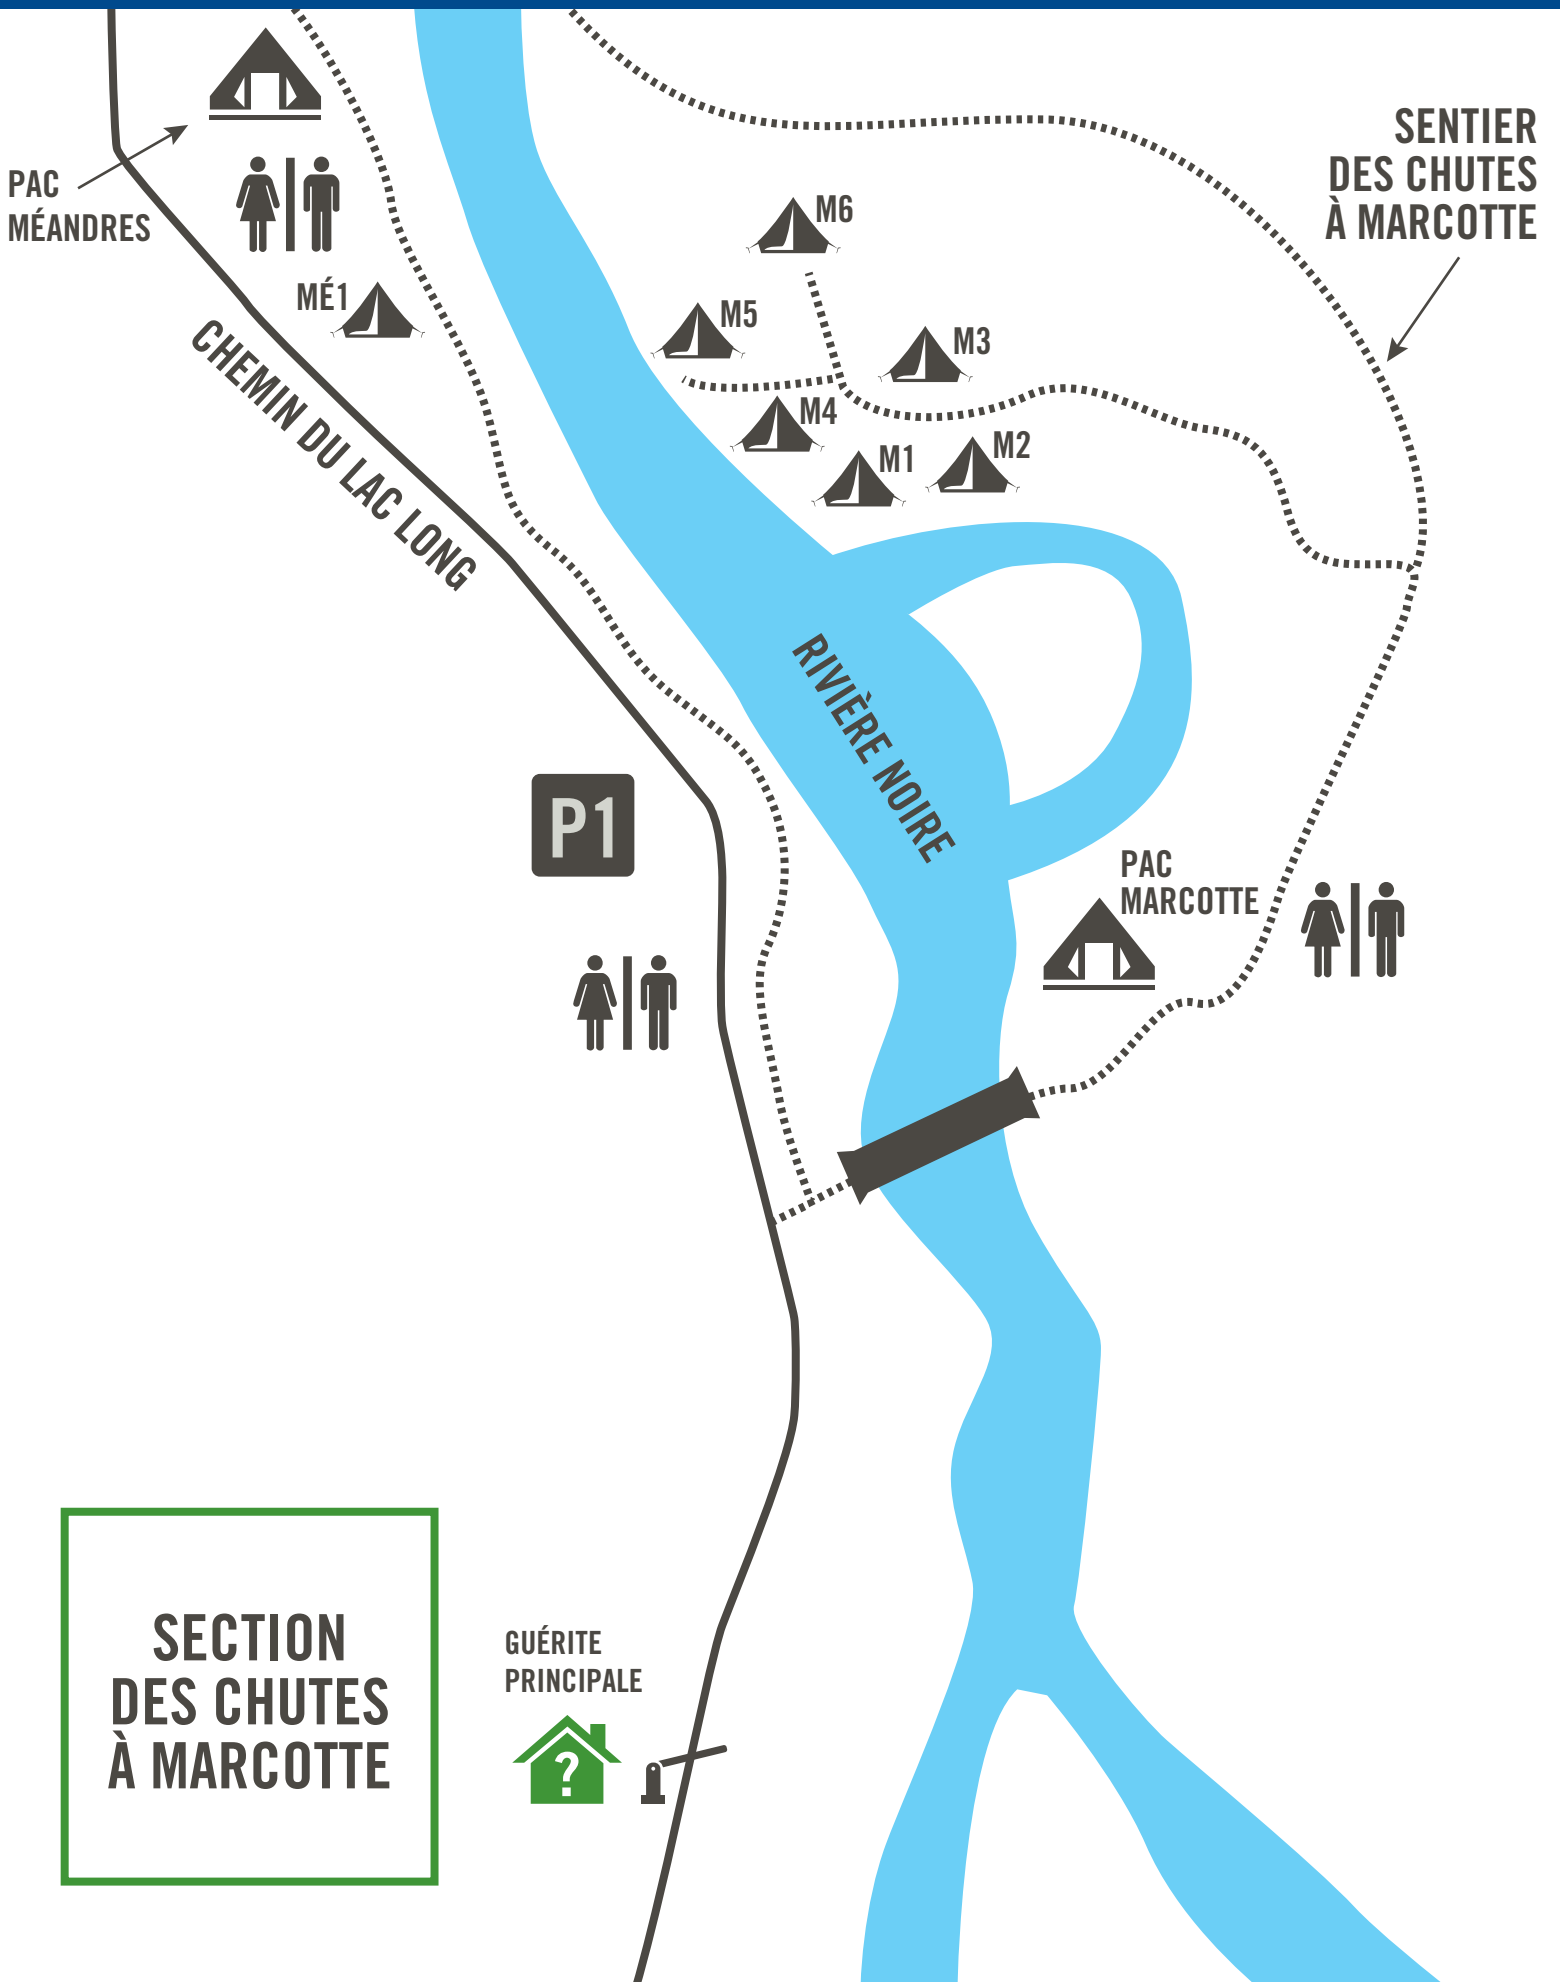 SENTIER
DES CHUTES
À MARCOTTE
PAC
MÉANDRES
M6
MÉ1
M5
M3
M4
M1
M2
CHEMIN DU LAC LONG
RIVIÈRE NOIRE
P1
PAC
MARCOTTE
SECTION
DES CHUTES
À MARCOTTE
GUÉRITE
PRINCIPALE
?